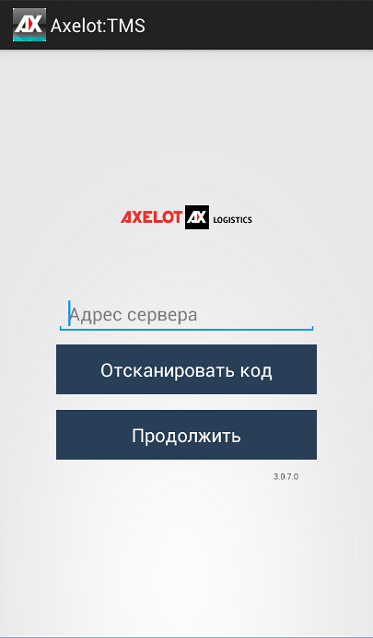 AX Axelot:TMS
AXELOT AX LOGISTICS
Адрес сервера
Отсканировать код
Продолжить
3.0.7.0